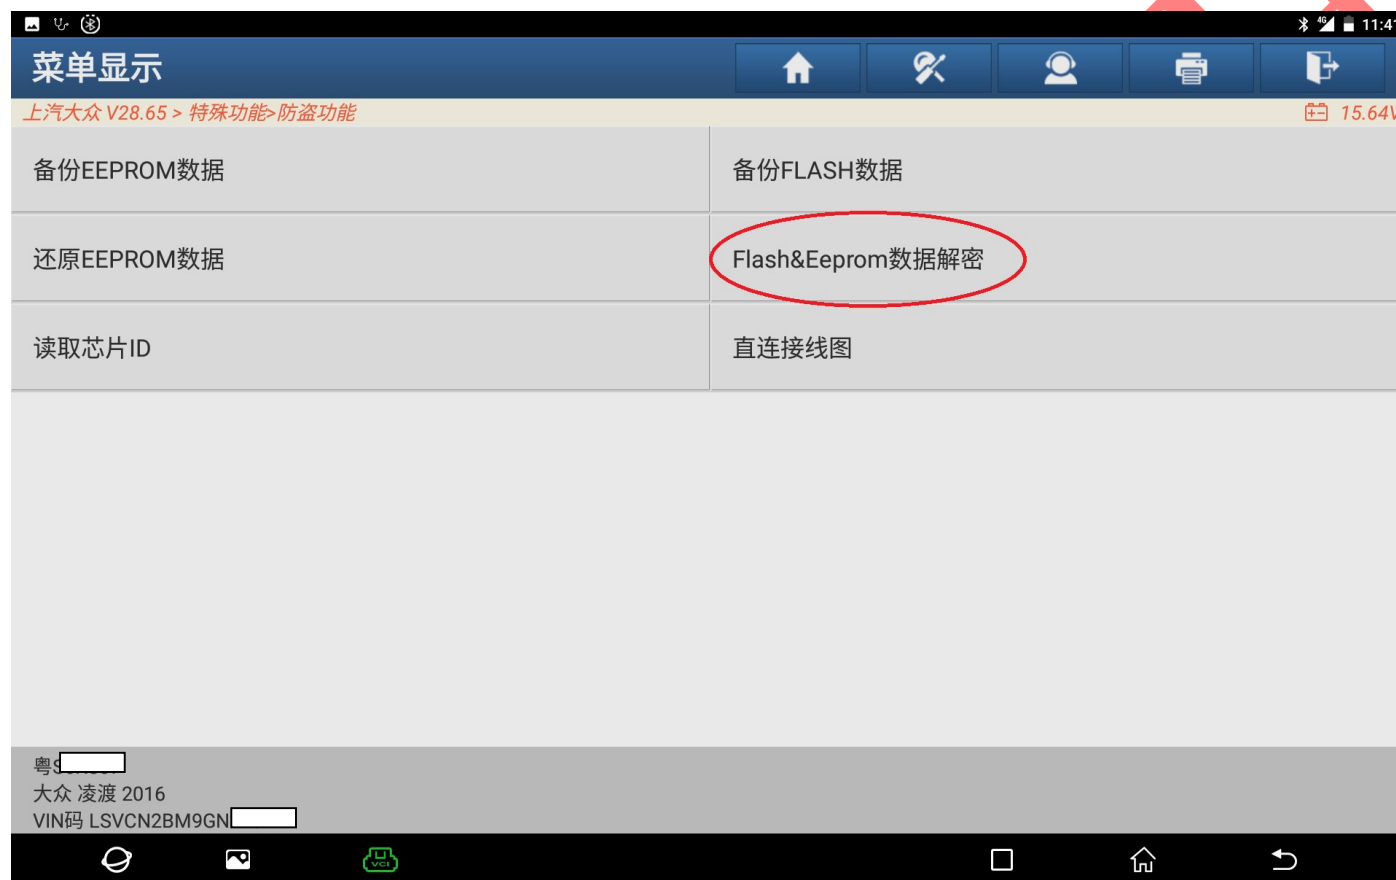 11:41
菜单显示
上汽大众 V28.65 > 特殊功能>防盗功能
15.64V
备份EEPROM数据
备份FLASH数据
还原EEPROM数据
Flash&Eeprom数据解密
读取芯片ID
直连接线图
粤
大众 凌渡 2016
VIN码 LSVCN2BM9GN
VCI